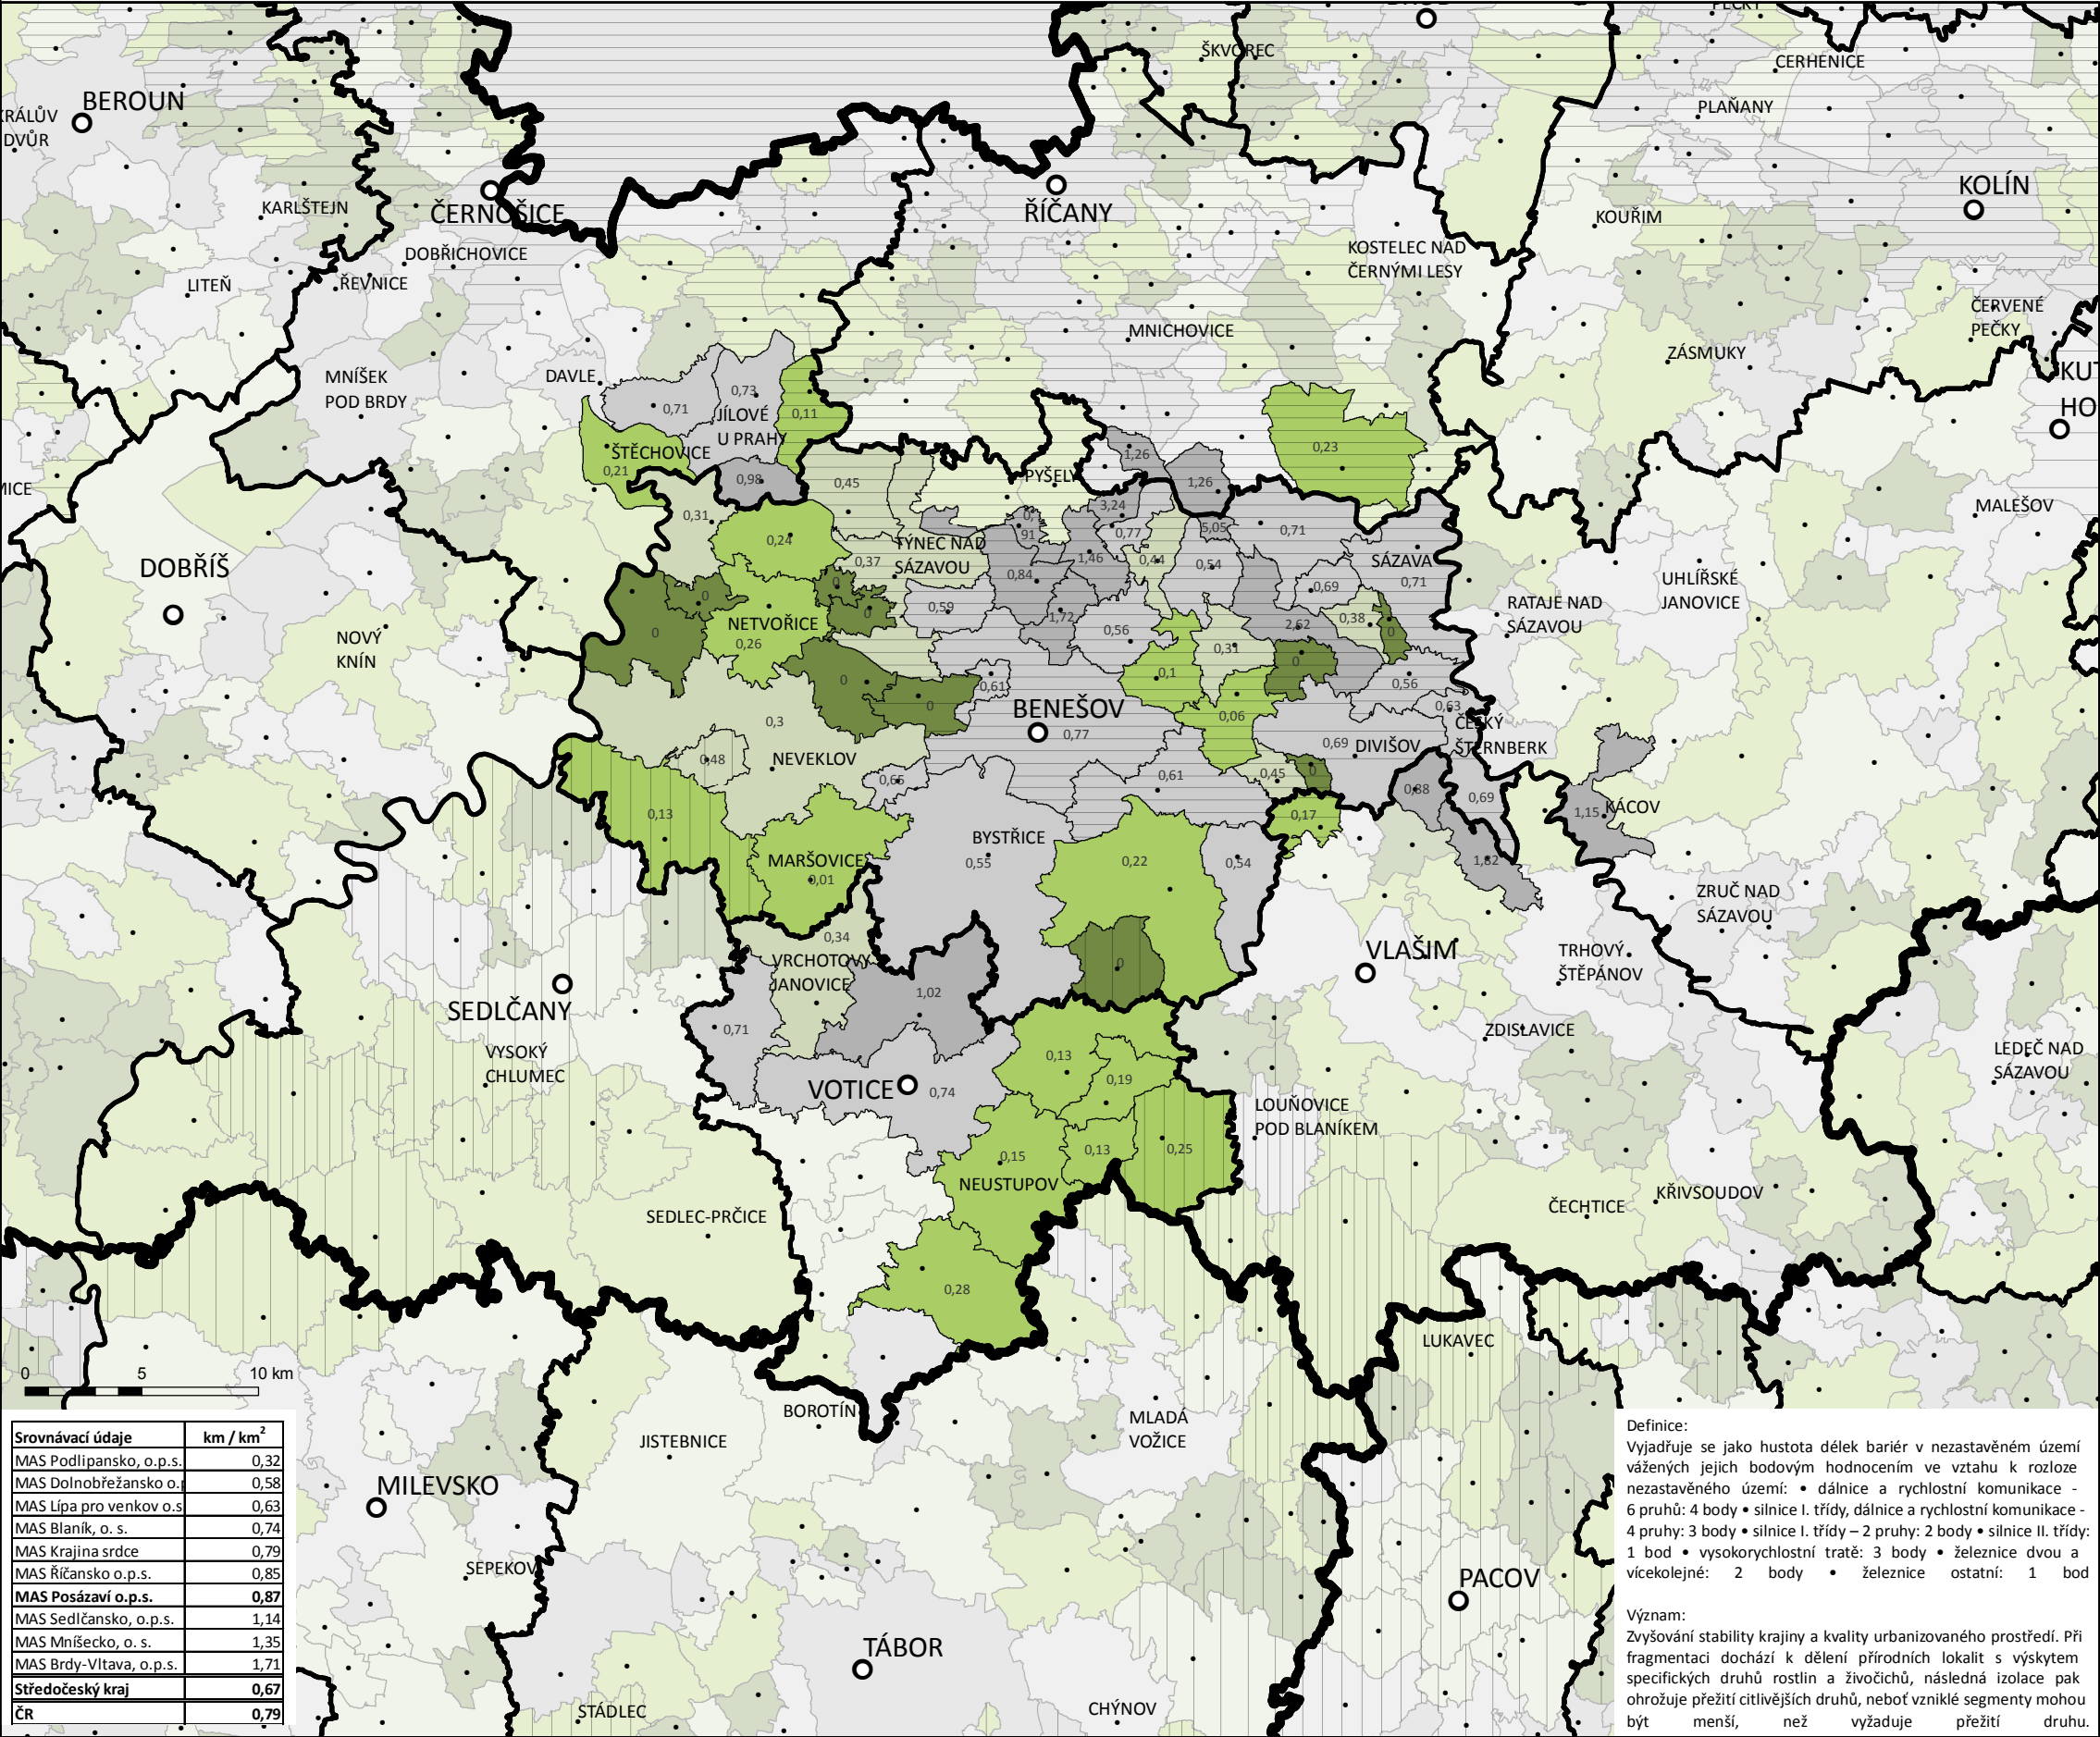 ŠKVOREC
CERHENICE
BEROUN
PLAŇANY
KRÁLŮV
DVŮR
KOLÍN
KARLŠTEJN
ČERNOŠICE
ŘÍČANY
KOUŘIM
DOBŘICHOVICE
KOSTELEC NAD
ČERNÝMI LESY
LITEŇ
ŘEVNICE
ČERVENÉ
PEČKY
MNICHOVICE
ZÁSMUKY
MNÍŠEK
POD BRDY
DAVLE
KUT
HO
0,71
0,73
JÍLOVÉ
U PRAHY
0,11
ŠTĚCHOVICE
0,21
0,98
0,23
0,45
PYŠELY
1,26
1,26
MALEŠOV
0,31
0,24
3,24
0,
91
0,77
5,05
0,71
TÝNEC NAD
SÁZAVOU
0,37
0,84
1,46
0,44
0,54
SÁZAVA
0,71
DOBŘÍŠ
UHLÍŘSKÉ
JANOVICE
0
0
0
0
0,59
1,72
0,69
0,38
2,62
0
RATAJE NAD
SÁZAVOU
NETVOŘICE
0,26
0,56
0,31
NOVÝ
KNÍN
0
0
0,61
0,1
0
0,56
BENEŠOV
0,77
0,06
0,63
ČESKÝ
ŠTERNBERK
0,3
0,69
DIVIŠOV
0,48
NEVEKLOV
0,65
0,61
0,45
0
0,88
0,69
0,13
0,17
1,15
KÁCOV
BYSTŘICE
0,55
0,22
0,54
MARŠOVICE
0,01
1,82
ZRUČ NAD
SÁZAVOU
0,34
VRCHOTOVY
JANOVICE
0
VLAŠIM
TRHOVÝ
ŠTĚPÁNOV
SEDLČANY
1,02
0,71
ZDISLAVICE
VYSOKÝ
CHLUMEC
0,13
0,19
LEDEČ NAD
SÁZAVOU
VOTICE
0,74
LOUŇOVICE
POD BLANÍKEM
0,15
0,13
0,25
NEUSTUPOV
SEDLEC-PRČICE
ČECHTICE
KŘIVSOUDOV
0,28
LUKAVEC
0 5 10 km
BOROTÍN
MLADÁ
VOŽICE
JISTEBNICE
MILEVSKO
SEPEKOV
PACOV
TÁBOR
STÁDLEC
CHÝNOV
Srovnávací údaje km / km²
MAS Podlipansko, o.p.s. 0,32
MAS Dolnobřežansko o.p 0,58
MAS Lípa pro venkov o.s 0,63
MAS Blaník, o. s. 0,74
MAS Krajina srdce 0,79
MAS Říčansko o.p.s. 0,85
MAS Posázaví o.p.s. 0,87
MAS Sedlčansko, o.p.s. 1,14
MAS Mníšecko, o. s. 1,35
MAS Brdy-Vltava, o.p.s. 1,71
Středočeský kraj 0,67
ČR 0,79
Definice:
Vyjadřuje se jako hustota délek bariér v nezastavěném území
vážených jejich bodovým hodnocením ve vztahu k rozloze
nezastavěného území: • dálnice a rychlostní komunikace -
6 pruhů: 4 body • silnice I. třídy, dálnice a rychlostní komunikace -
4 pruhy: 3 body • silnice I. třídy – 2 pruhy: 2 body • silnice II. třídy:
1 bod • vysokorychlostní tratě: 3 body • železnice dvou a
vícekolejné: 2 body • železnice ostatní: 1 bod
Význam:
Zvyšování stability krajiny a kvality urbanizovaného prostředí. Při
fragmentaci dochází k dělení přírodních lokalit s výskytem
specifických druhů rostlin a živočichů, následná izolace pak
ohrožuje přežití citlivějších druhů, neboť vzniklé segmenty mohou
být menší, než vyžaduje přežití druhu.